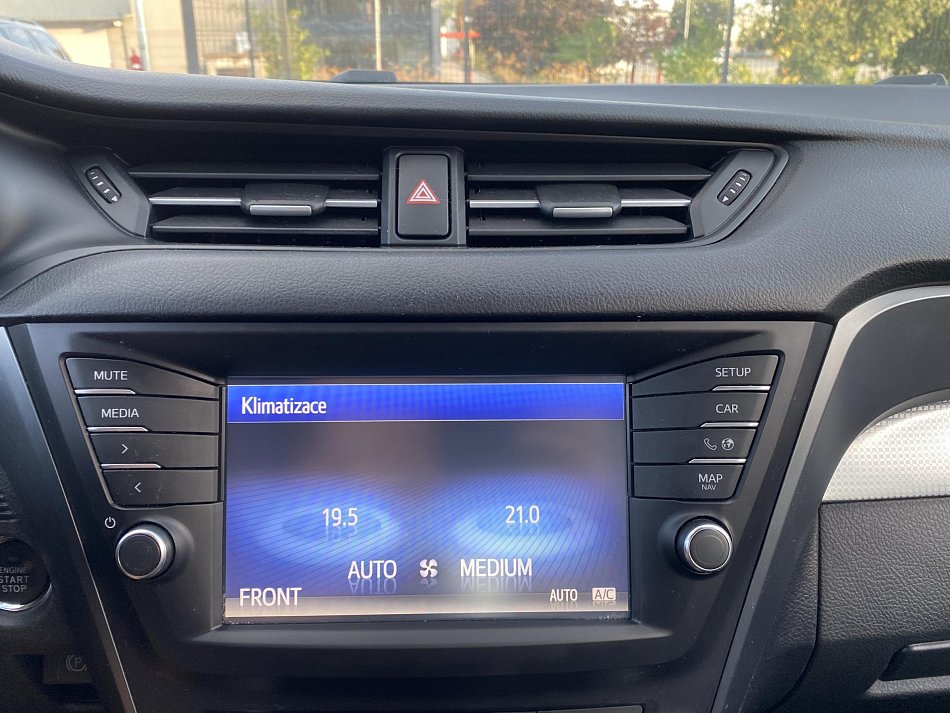 MUTE
MEDIA
>
<
SETUP
CAR
MAP
NAV
Klimatizace
19.5 21.0
AUTO MEDIUM
FRONT AUTO A/C
ENGINE
START
STOP